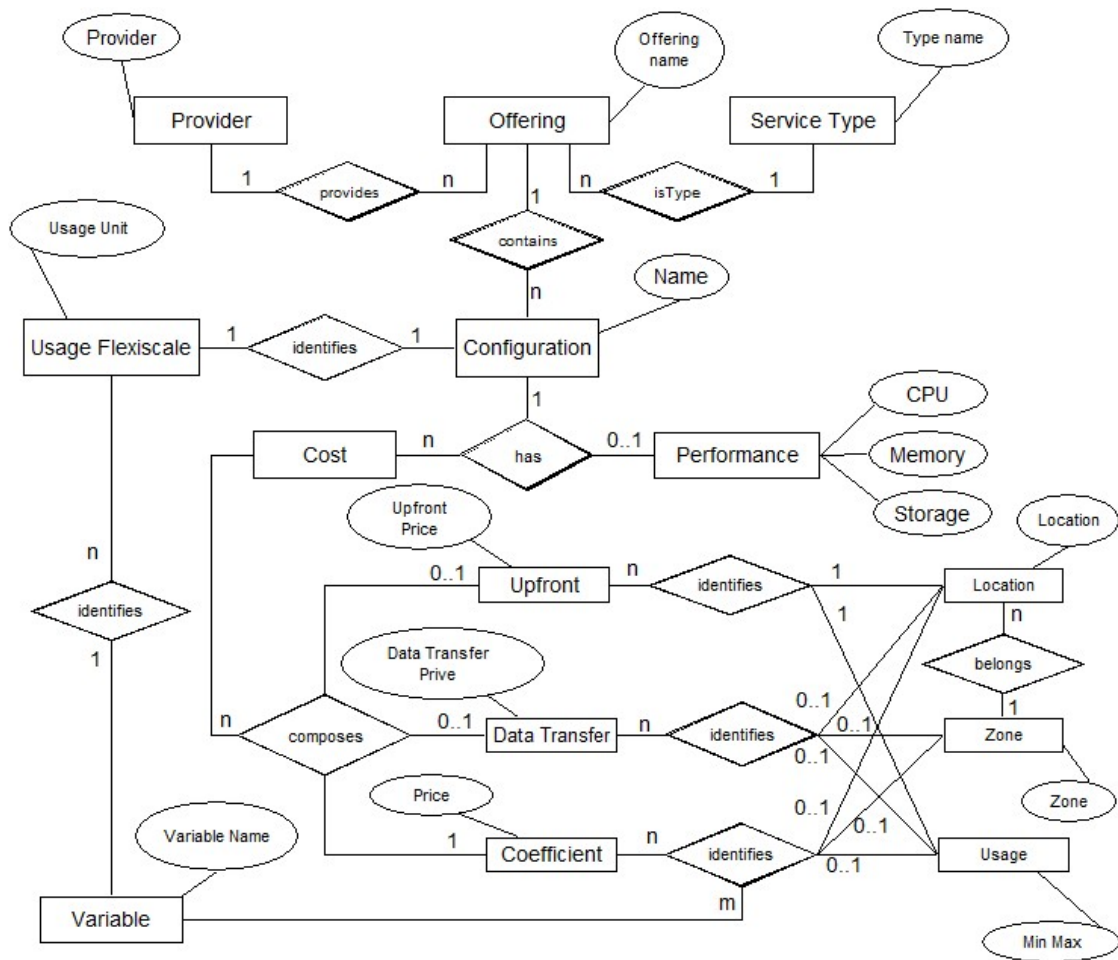 Provider
Offering
name
Type name
Provider
Offering
Service Type
1
provides
n
n
isType
1
1
contains
n
Usage Unit
Name
Usage Flexiscale
1
identifies
1
Configuration
1
CPU
Cost
n
has
0..1
Performance
Memory
Storage
Upfront
Price
Location
n
0..1
Upfront
n
identifies
1
Location
identifies
1
n
1
Data Transfer
Prive
belongs
0..1
1
n
composes
0..1
Data Transfer
n
identifies
0..1
Zone
0..1
Price
Zone
0..1
Variable Name
0..1
1
Coefficient
n
identifies
0..1
Usage
Variable
m
Min Max